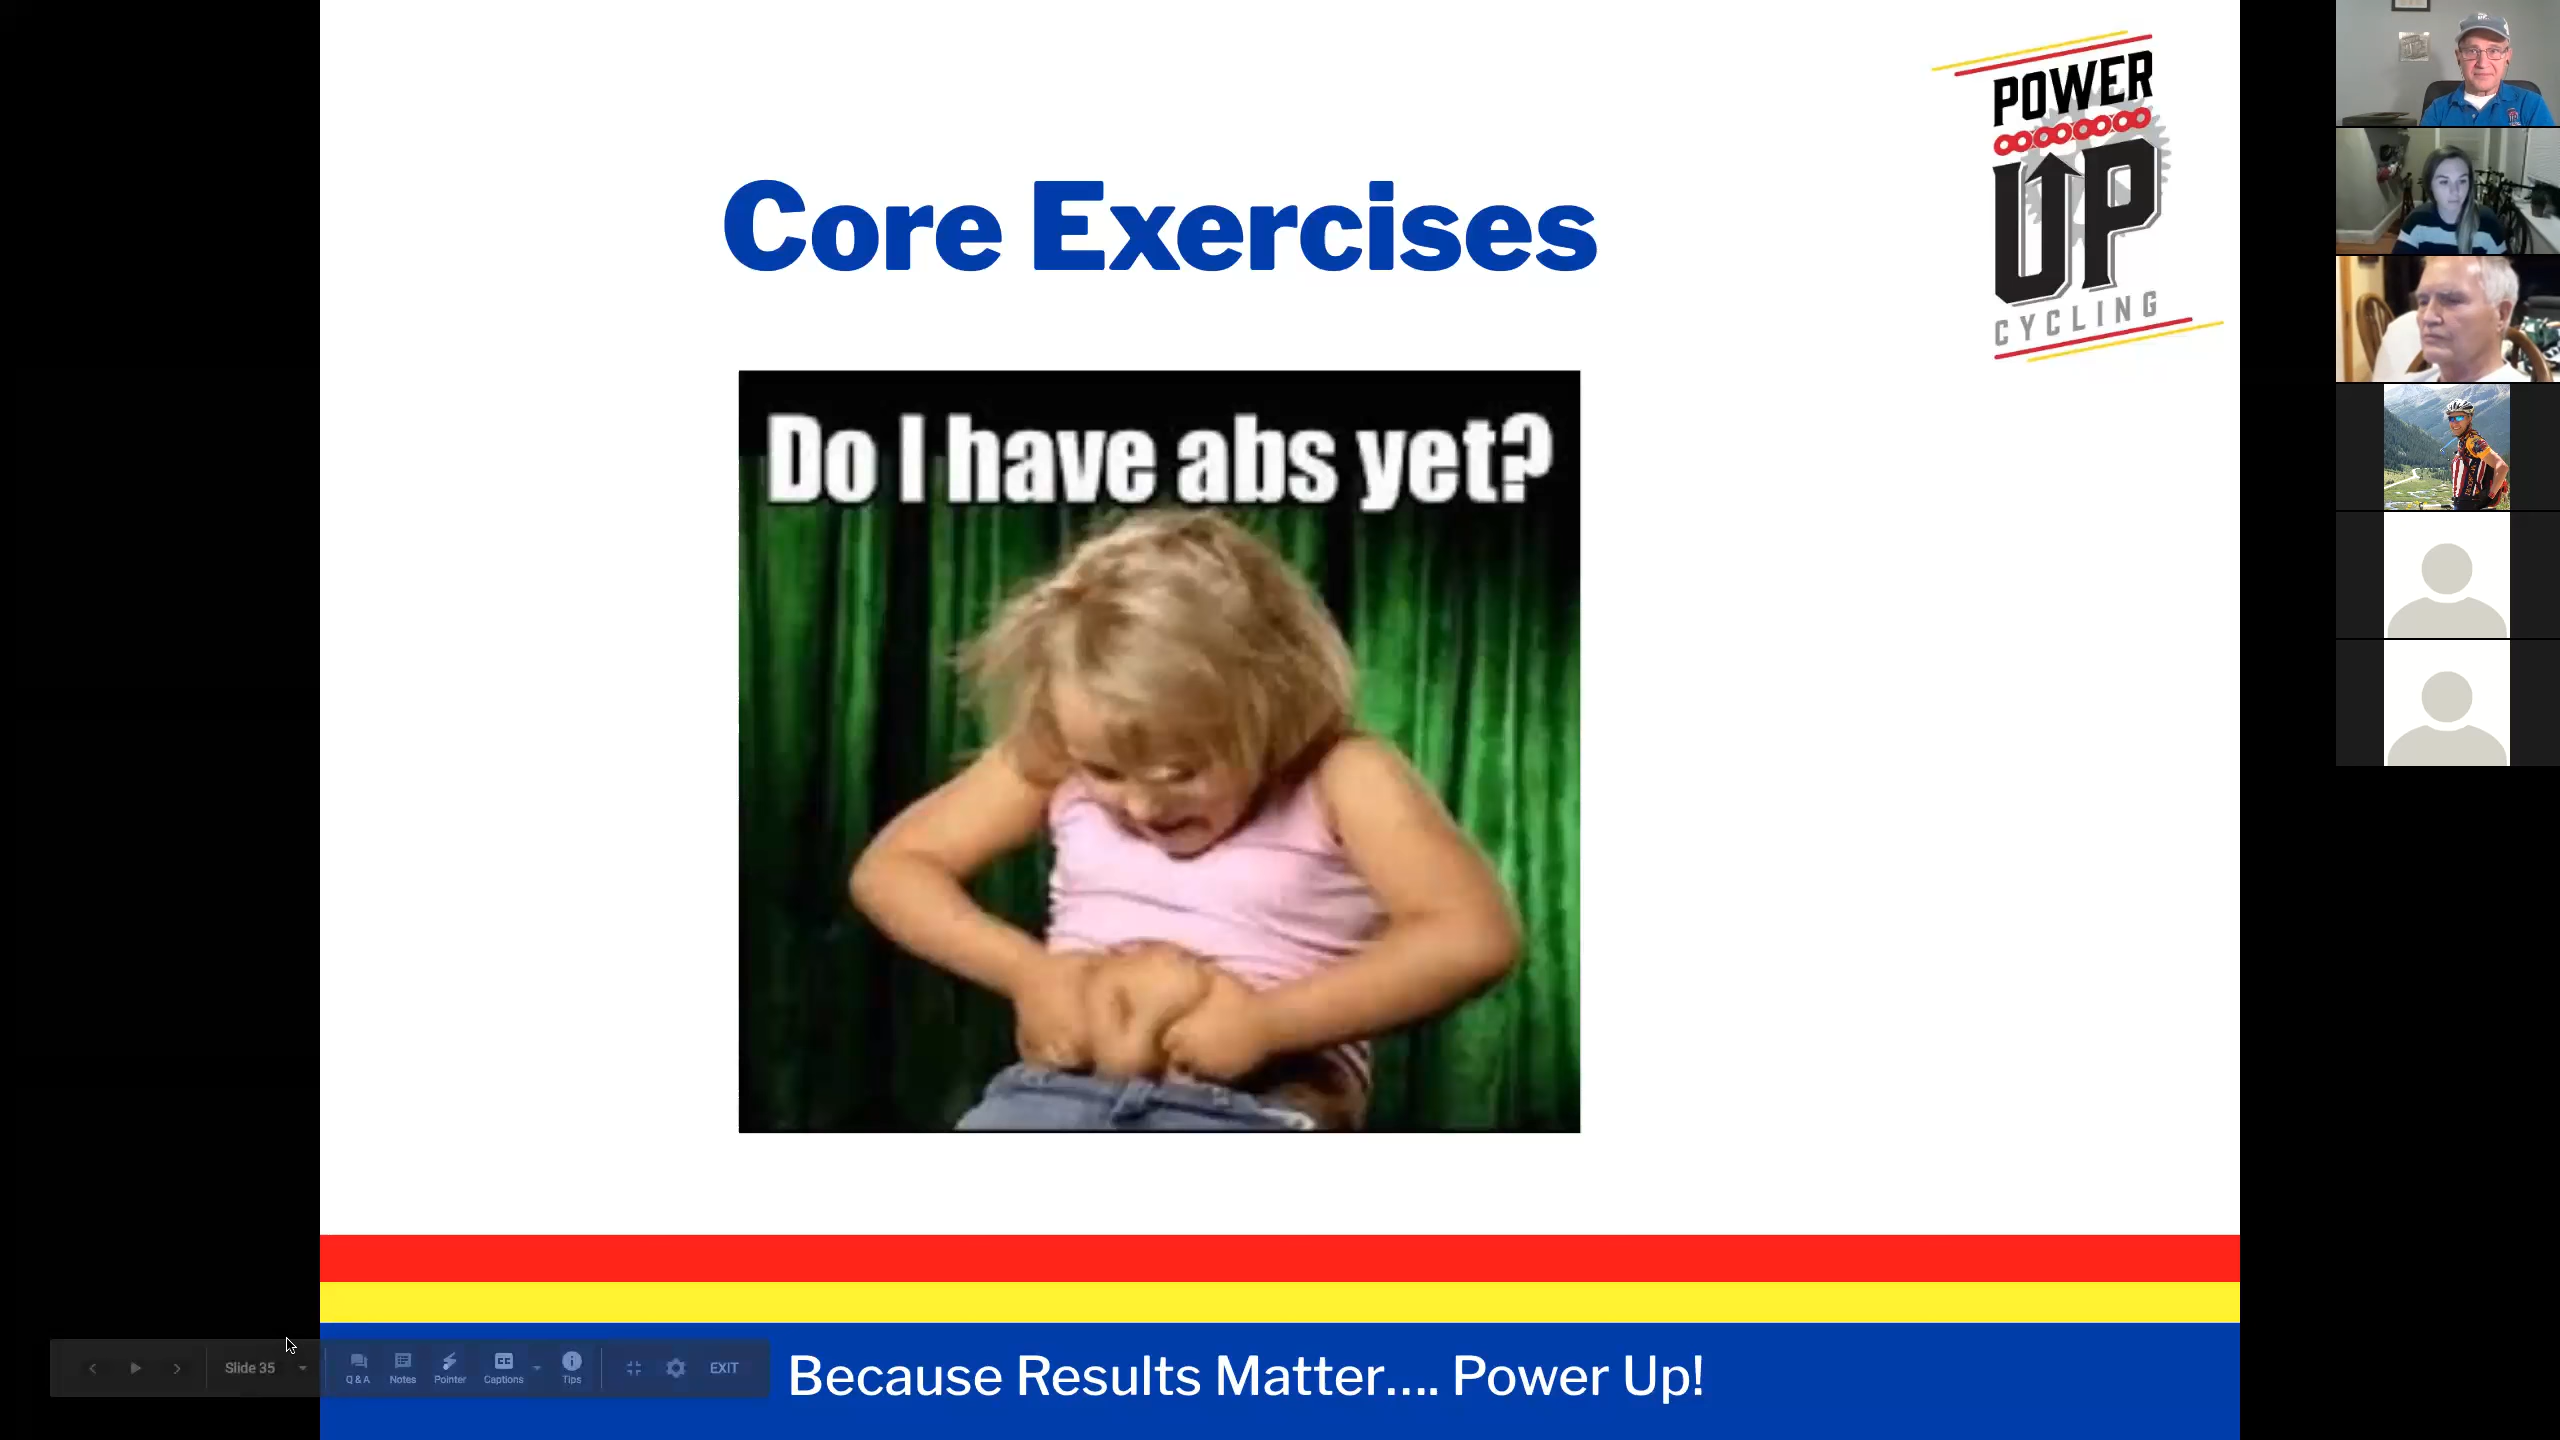 POWER
UP
CYCLING
Core Exercises
Do I have abs yet?
Because Results Matter.... Power Up!
Slide 35
Q & A
Notes
Pointer
CC
Captions
Tips
EXIT